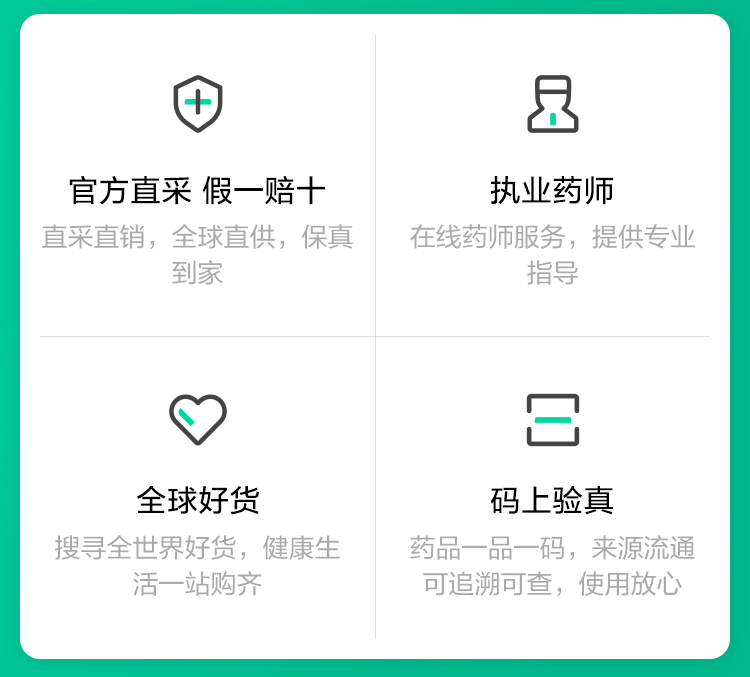 官方直采 假一赔十
直采直销，全球直供，保真
到家
执业药师
在线药师服务，提供专业
指导
全球好货
搜寻全世界好货，健康生
活一站购齐
码上验真
药品一品一码，来源流通
可追溯可查，使用放心